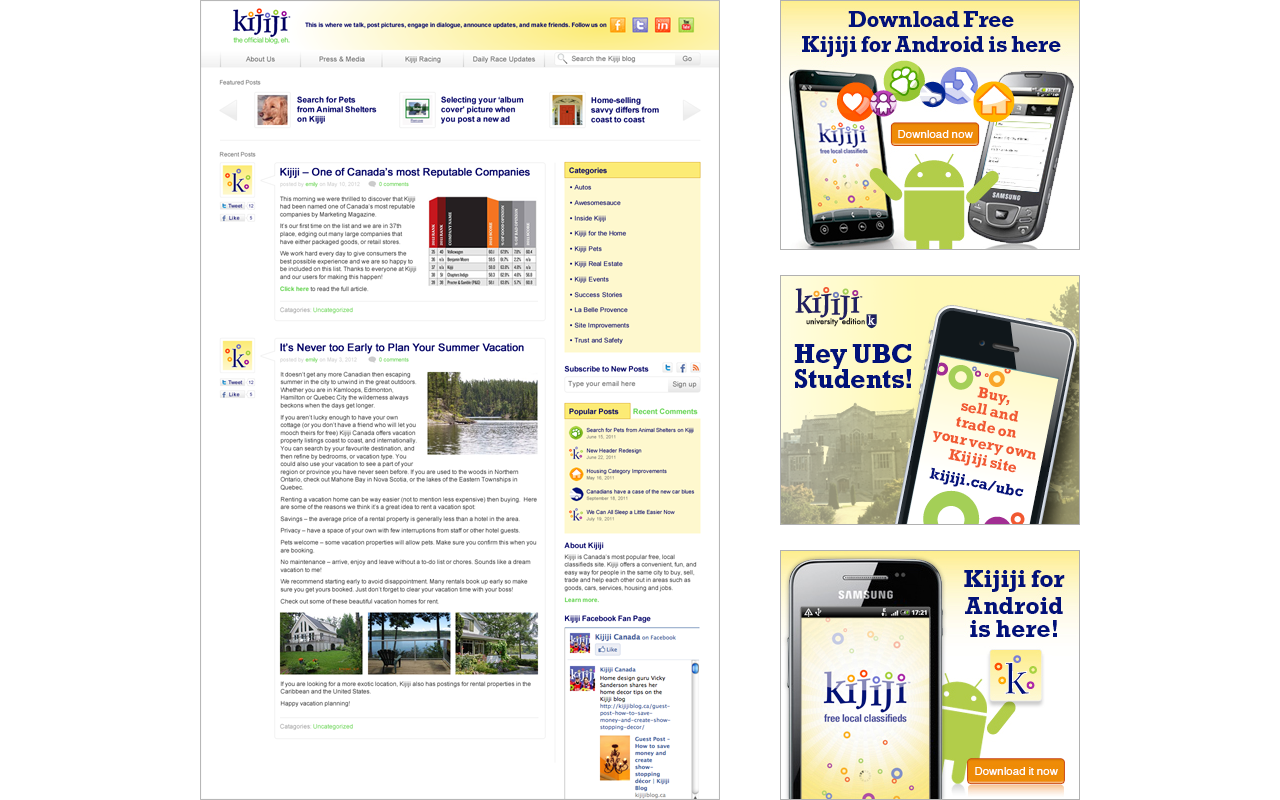 kijiji
the official blog, eh.
This is where we talk, post pictures, engage in dialogue, announce updates, and make friends. Follow us on
About Us
Press & Media
Kijiji Racing
Daily Race Updates
Search the Kijiji blog
Go
Featured Posts
Search for Pets
from Animal Shelters
on Kijiji
Selecting your 'album
cover' picture when
you post a new ad
Home-selling
savvy differs from
coast to coast
Recent Posts
Tweet 12
Like 5
Kijiji – One of Canada's most Reputable Companies
posted by emily on May 10, 2012 0 comments
This morning we were thrilled to discover that Kijiji
had been named one of Canada's most reputable
companies by Marketing Magazine.
It's our first time on the list and we are in 37th
place, edging out many large companies that
have either packaged goods, or retail stores.
We work hard every day to give consumers the
best possible experience and we are so happy to
be included on this list. Thanks to everyone at Kijiji
and our users for making this happen!
Click here to read the full article.
COMPANY NAME
Volkswagen
Benjamin Moore
Kijiji
Chapters Indigo
Procter & Gamble (P&G)
Catagories: Uncategorized
Tweet 12
Like 5
It's Never too Early to Plan Your Summer Vacation
posted by emily on May 3, 2012 0 comments
It doesn't get any more Canadian then escaping
summer in the city to unwind in the great outdoors.
Whether you are in Kamloops, Edmonton,
Hamilton or Quebec City the wilderness always
beckons when the days get longer.
If you aren't lucky enough to have your own
cottage (or you don't have a friend who will let you
mooch theirs for free) Kijiji Canada offers vacation
property listings coast to coast, and internationally.
You can search by your favourite destination, and
then refine by bedrooms, or vacation type. You
could also use your vacation to see a part of your
region or province you have never seen before. If you are used to the woods in Northern
Ontario, check out Mahone Bay in Nova Scotia, or the lakes of the Eastern Townships in
Quebec.
Renting a vacation home can be way easier (not to mention less expensive) then buying. Here
are some of the reasons we think it's a great idea to rent a vacation spot:
Savings – the average price of a rental property is generally less than a hotel in the area.
Privacy – have a space of your own with few interruptions from staff or other hotel guests.
Pets welcome – some vacation properties will allow pets. Make sure you confirm this when you
are booking.
No maintenance – arrive, enjoy and leave without a to-do list or chores. Sounds like a dream
vacation to me!
We recommend starting early to avoid disappointment. Many rentals book up early so make
sure you get yours booked. Just don't forget to clear your vacation time with your boss!
Check out some of these beautiful vacation homes for rent.
If you are looking for a more exotic location, Kijiji also has postings for rental properties in the
Caribbean and the United States.
Happy vacation planning!
Catagories: Uncategorized
Categories
• Autos
• Awesomesauce
• Inside Kijiji
• Kijiji for the Home
• Kijiji Pets
• Kijiji Real Estate
• Kijiji Events
• Success Stories
• La Belle Provence
• Site Improvements
• Trust and Safety
Subscribe to New Posts
Type your email here
Sign up
Popular Posts
Recent Comments
Search for Pets from Animal Shelters on Kijiji
June 15, 2011
New Header Redesign
June 22, 2011
Housing Category Improvements
May 16, 2011
Canadians have a case of the new car blues
September 16, 2011
We Can All Sleep a Little Easier Now
July 19, 2011
About Kijiji
Kijiji is Canada's most popular free, local
classifieds site. Kijiji offers a convenient, fun, and
easy way for people in the same city to buy, sell,
trade and help each other out in areas such as
goods, cars, services, housing and jobs.
Learn more.
Kijiji Facebook Fan Page
Kijiji Canada on Facebook
Like
Kijiji Canada
Home design guru Vicky
Sanderson shares her
home decor tips on the
Kijiji blog
http://kijijiblog.ca/guest-
post-how-to-save-
money-and-create-show-
stopping-decor/
Guest Post –
How to save
money and
create
show-
stopping
décor | Kijiji
Blog
kijijiblog.ca
Download Free
Kijiji for Android is here
kijiji
free local classifieds
Download now
SAMSUNG
kijiji
university edition k
Hey UBC
Students!
Buy,
sell and
trade on
your very own
Kijiji site
kijiji.ca/ubc
SAMSUNG
17:21
kijiji
free local classifieds
Kijiji for
Android
is here!
k
Download it now